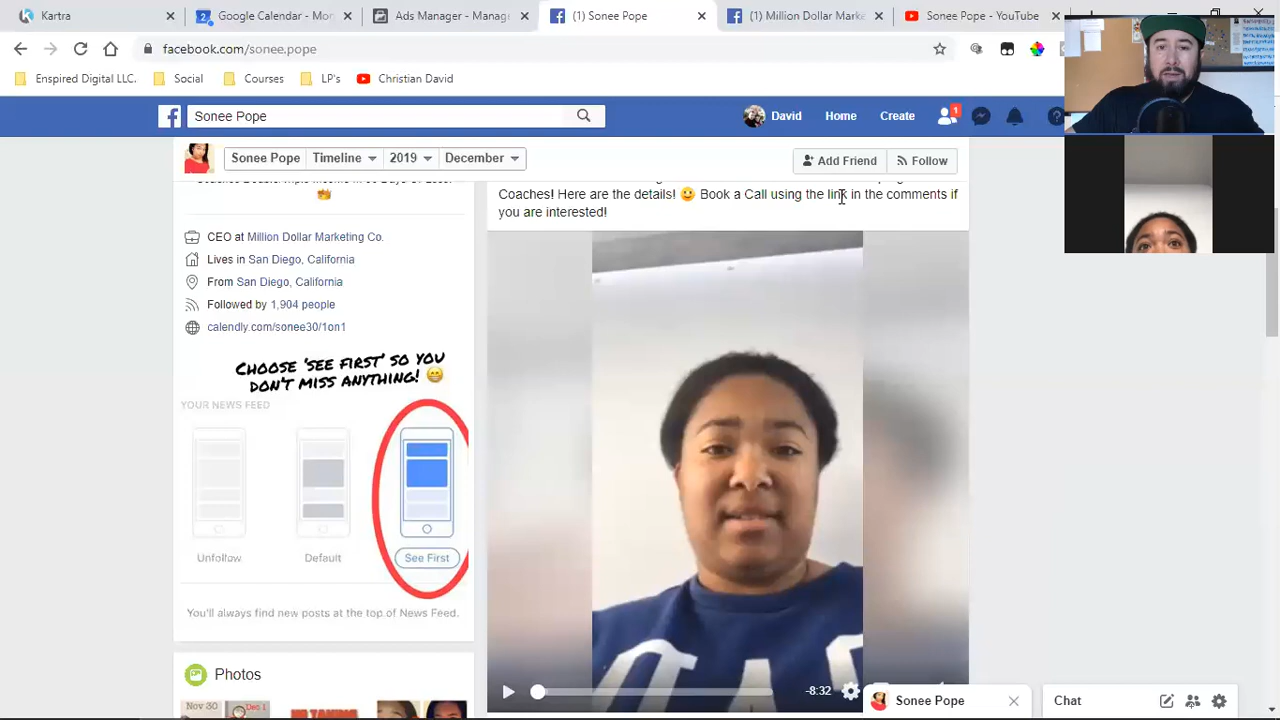 Kartra
Google Calendar - Mor
Ads Manager - Manage
(1) Sonee Pope
(1) Million Dollar Marke
Sonee Pope - YouTube
facebook.com/sonee.pope
Enspired Digital LLC.
Social
Courses
LP's
Christian David
Sonee Pope
David
Home
Create
1
Sonee Pope
Timeline
2019
December
Add Friend
Follow
Coaches! Here are the details! Book a Call using the link in the comments if
you are interested!
CEO at Million Dollar Marketing Co.
Lives in San Diego, California
From San Diego, California
Followed by 1,904 people
calendly.com/sonee30/1on1
CHOOSE 'SEE FIRST' SO YOU
DON'T MISS ANYTHING!
YOUR NEWS FEED
Unfollow
Default
See First
You'll always find new posts at the top of News Feed.
Photos
-8:32
Sonee Pope
Chat